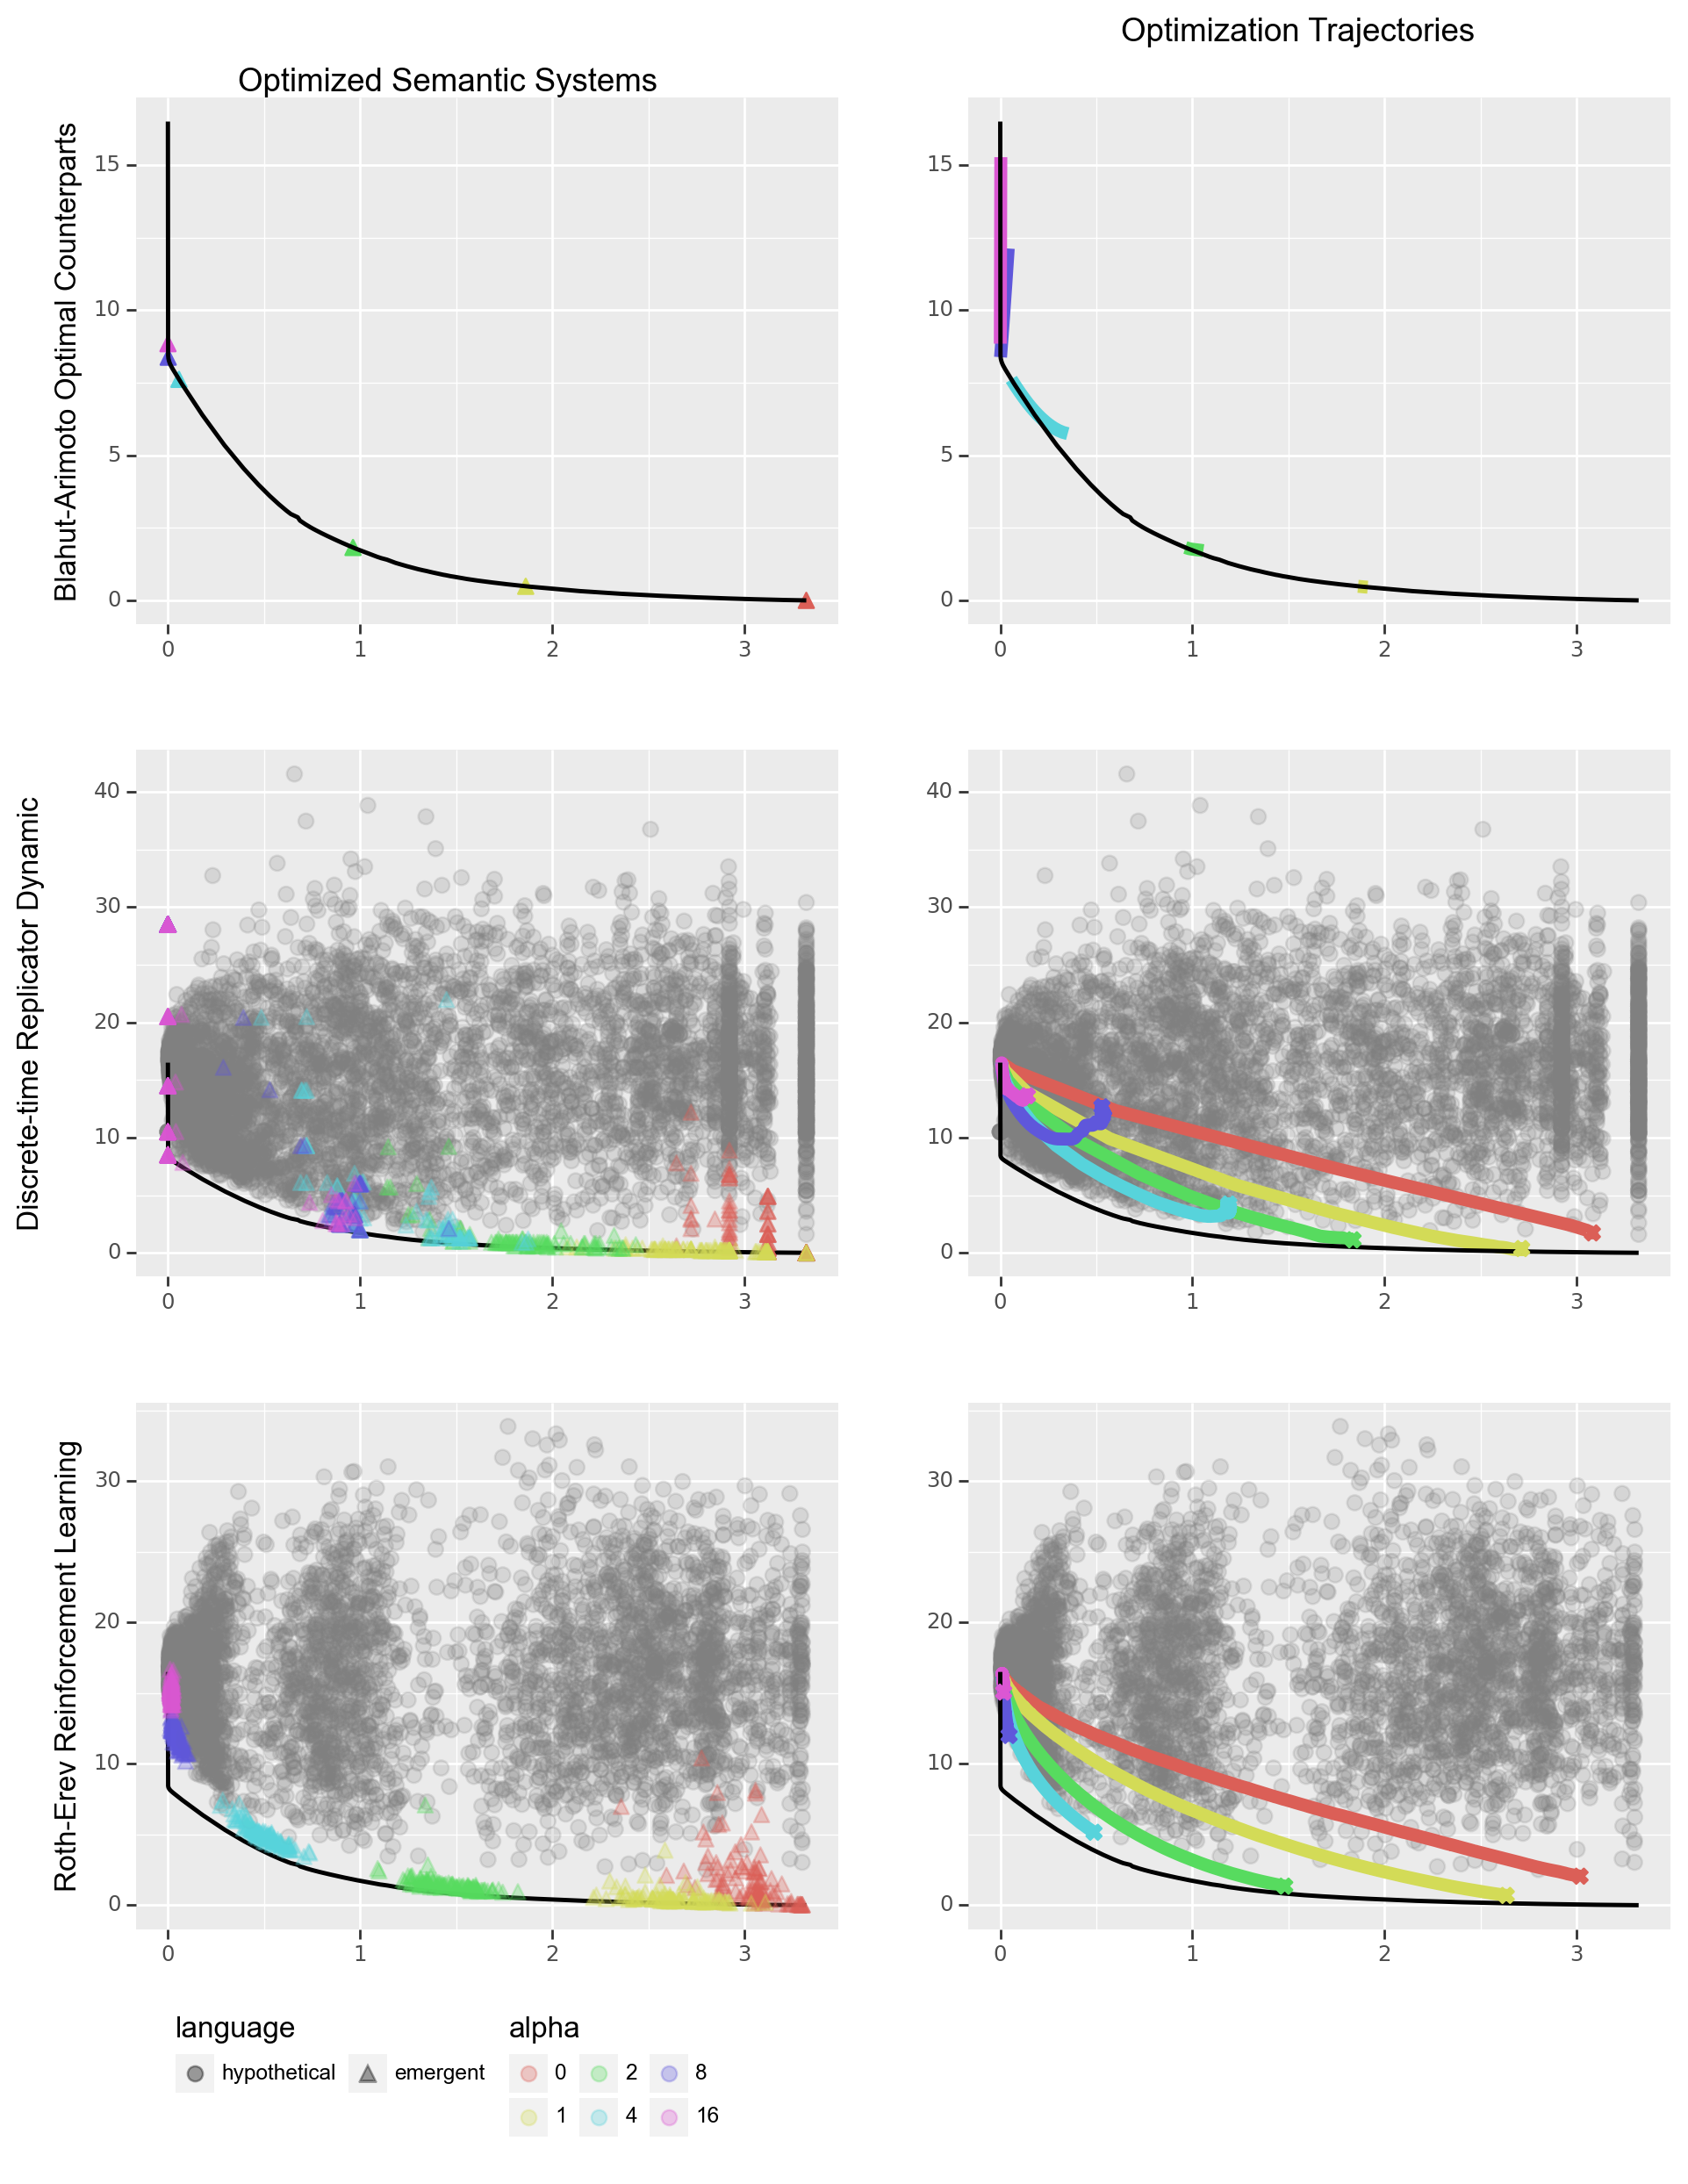 Optimization Trajectories
Optimized Semantic Systems
Blahut-Arimoto Optimal Counterparts
15
10
5
0
0 1 2 3
15
10
5
0
0 1 2 3
Discrete-time Replicator Dynamic
40
30
20
10
0
0 1 2 3
40
30
20
10
0
0 1 2 3
Roth-Erev Reinforcement Learning
30
20
10
0
0 1 2 3
30
20
10
0
0 1 2 3
language
hypothetical emergent
alpha
0 2 8
1 4 16